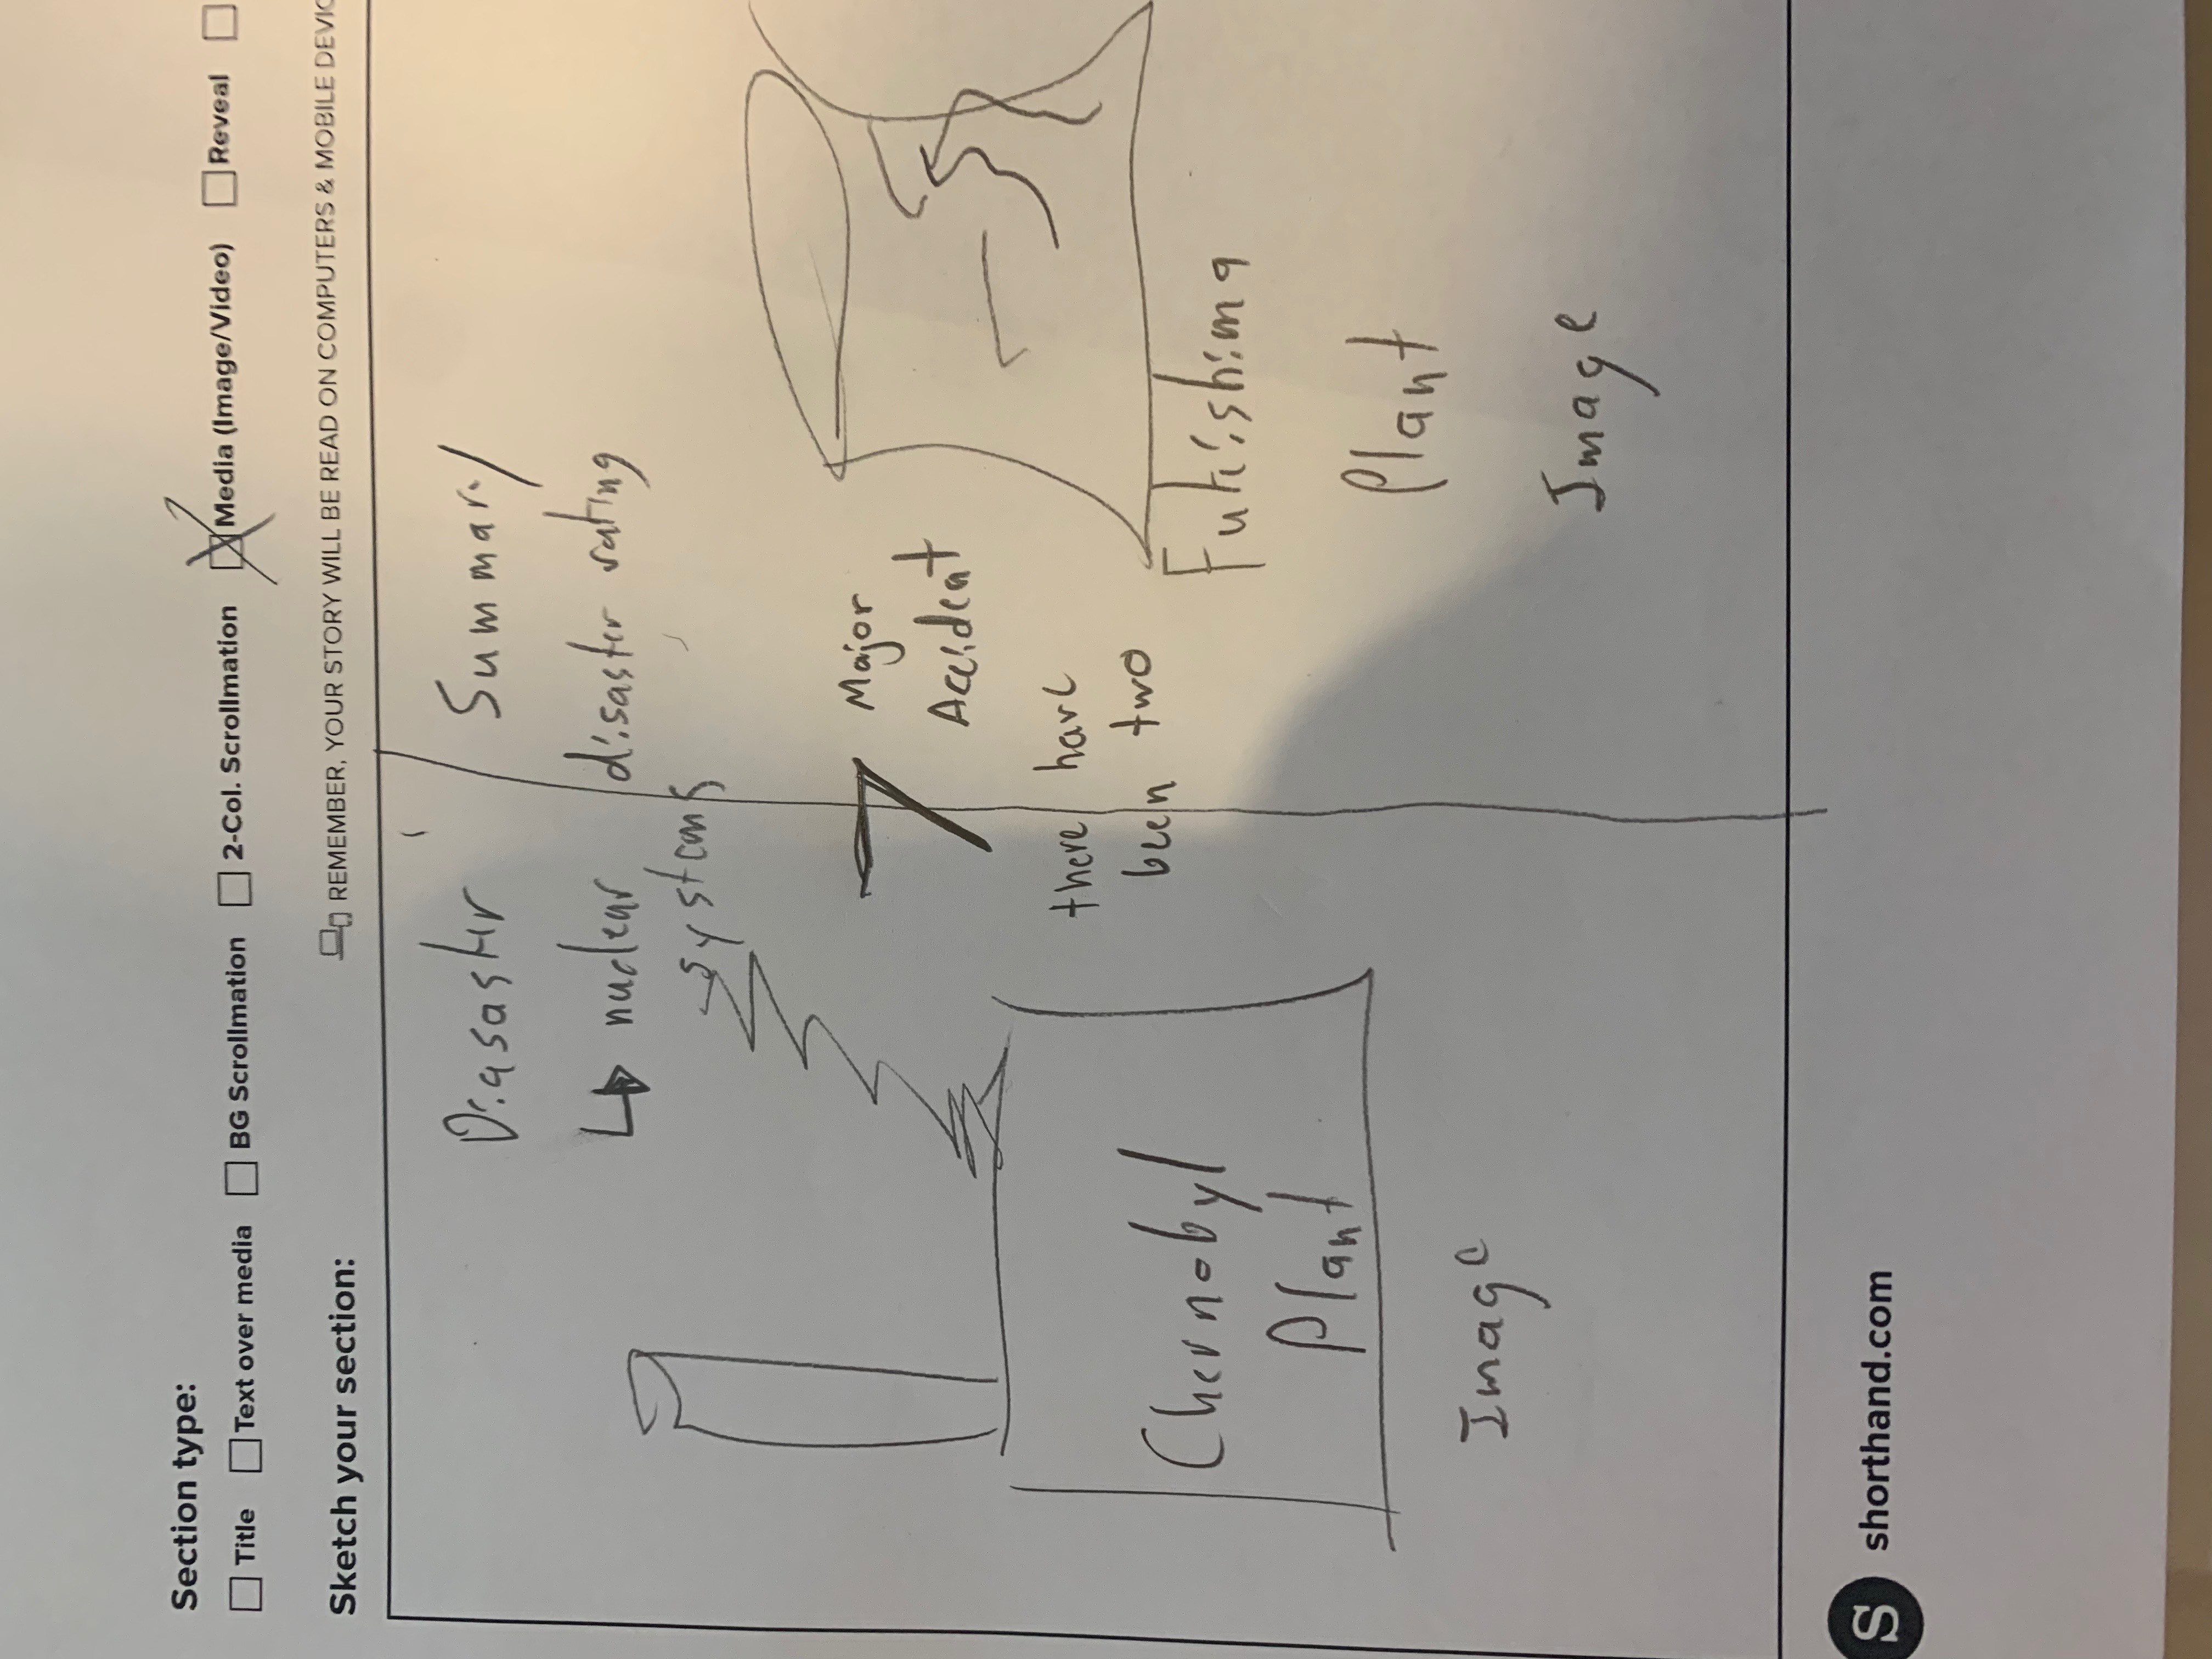 Section type:
Title Text over media BG Scrollmation 2-Col. Scrollmation Media (Image/Video) Reveal
Sketch your section:
REMEMBER, YOUR STORY WILL BE READ ON COMPUTERS & MOBILE DEVIC
Diasaster Summary
nuclear disaster rating
systems
7 Major
Accident
there have
been two
Chernobyl
Plant
Image
Fukishima
Plant
Image
S shorthand.com